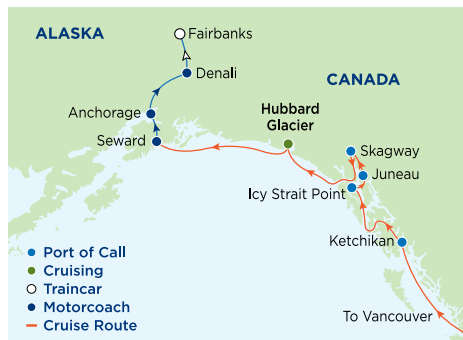 ALASKA
Fairbanks
Denali
CANADA
Anchorage
Hubbard
Glacier
Seward
Skagway
Juneau
Icy Strait Point
Ketchikan
Port of Call
Cruising
Traincar
Motorcoach
Cruise Route
To Vancouver